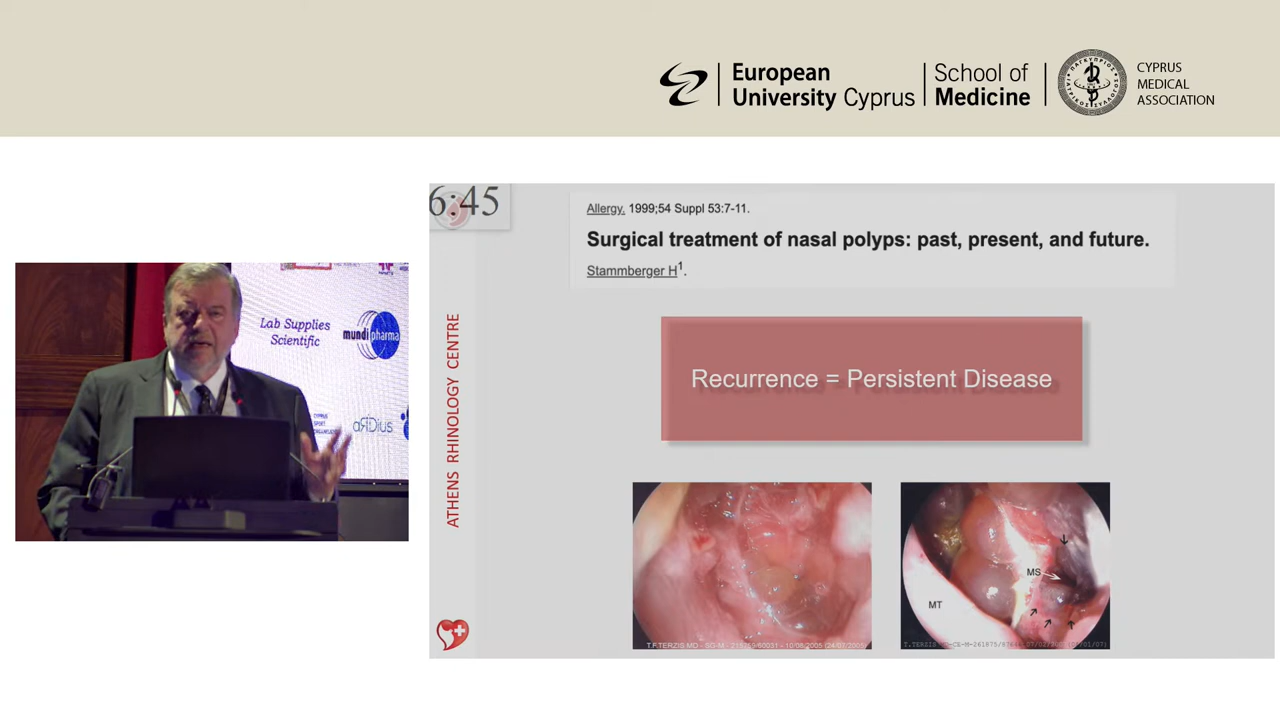 European
University Cyprus
School of
Medicine
CYPRUS
MEDICAL
ASSOCIATION
6:45
Allergy. 1999;54 Suppl 53:7-11.
Surgical treatment of nasal polyps: past, present, and future.
Stammberger H1.
Recurrence = Persistent Disease
ATHENS RHINOLOGY CENTRE
Lab Supplies
Scientific
mundipharma
MS
MT